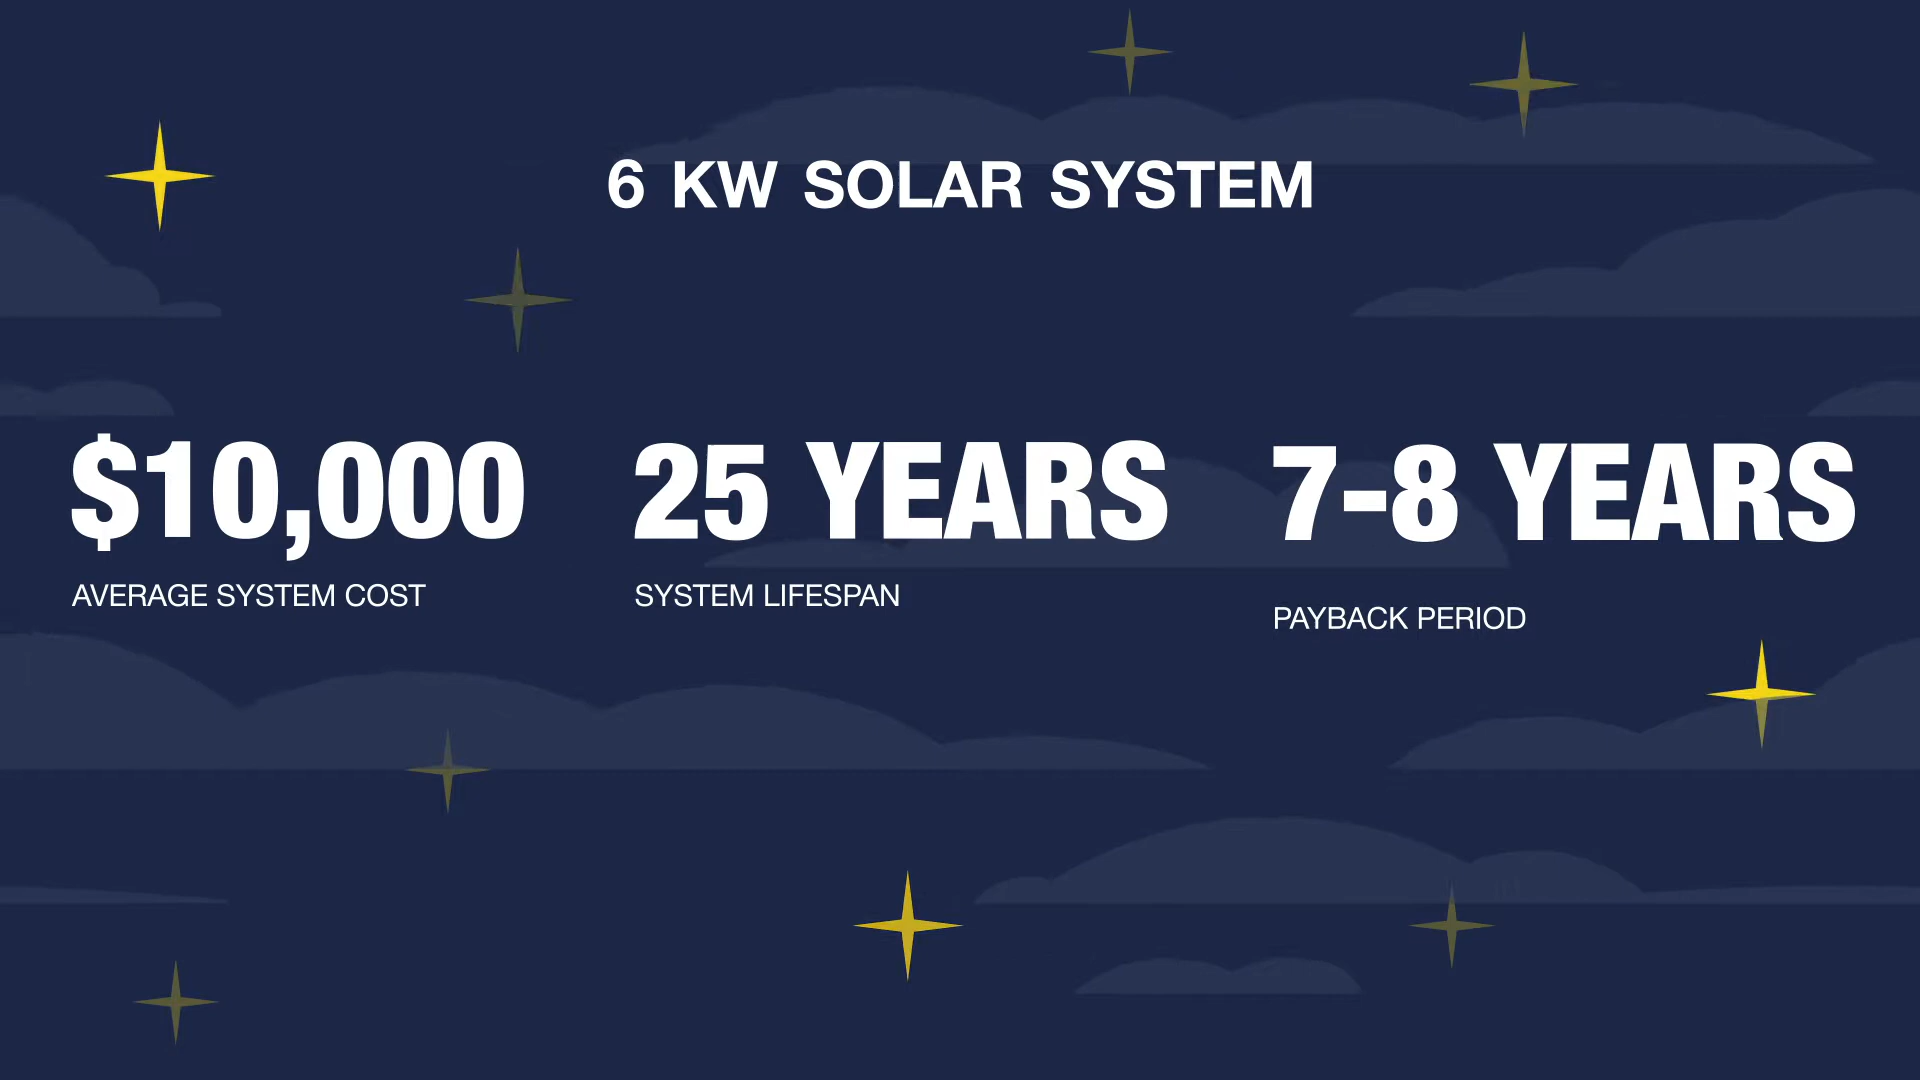 6 KW SOLAR SYSTEM
$10,000
AVERAGE SYSTEM COST
25 YEARS
SYSTEM LIFESPAN
7-8 YEARS
PAYBACK PERIOD